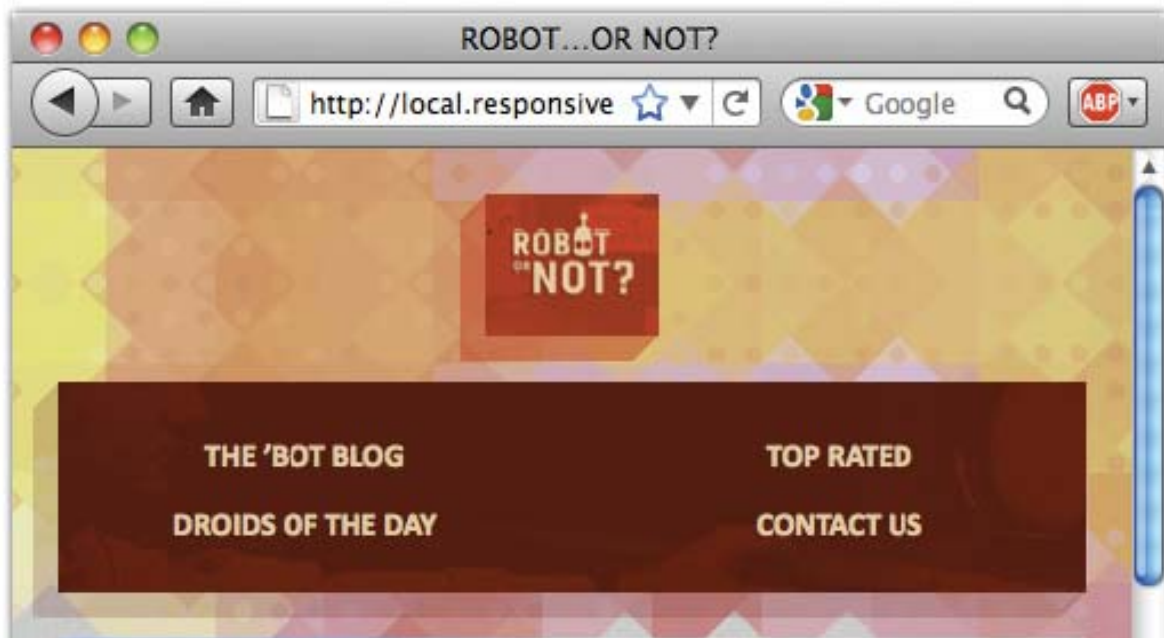 ROBOT...OR NOT?
http://local.responsive
Google
ABP
ROBOT
OR NOT?
THE ’BOT BLOG
TOP RATED
DROIDS OF THE DAY
CONTACT US